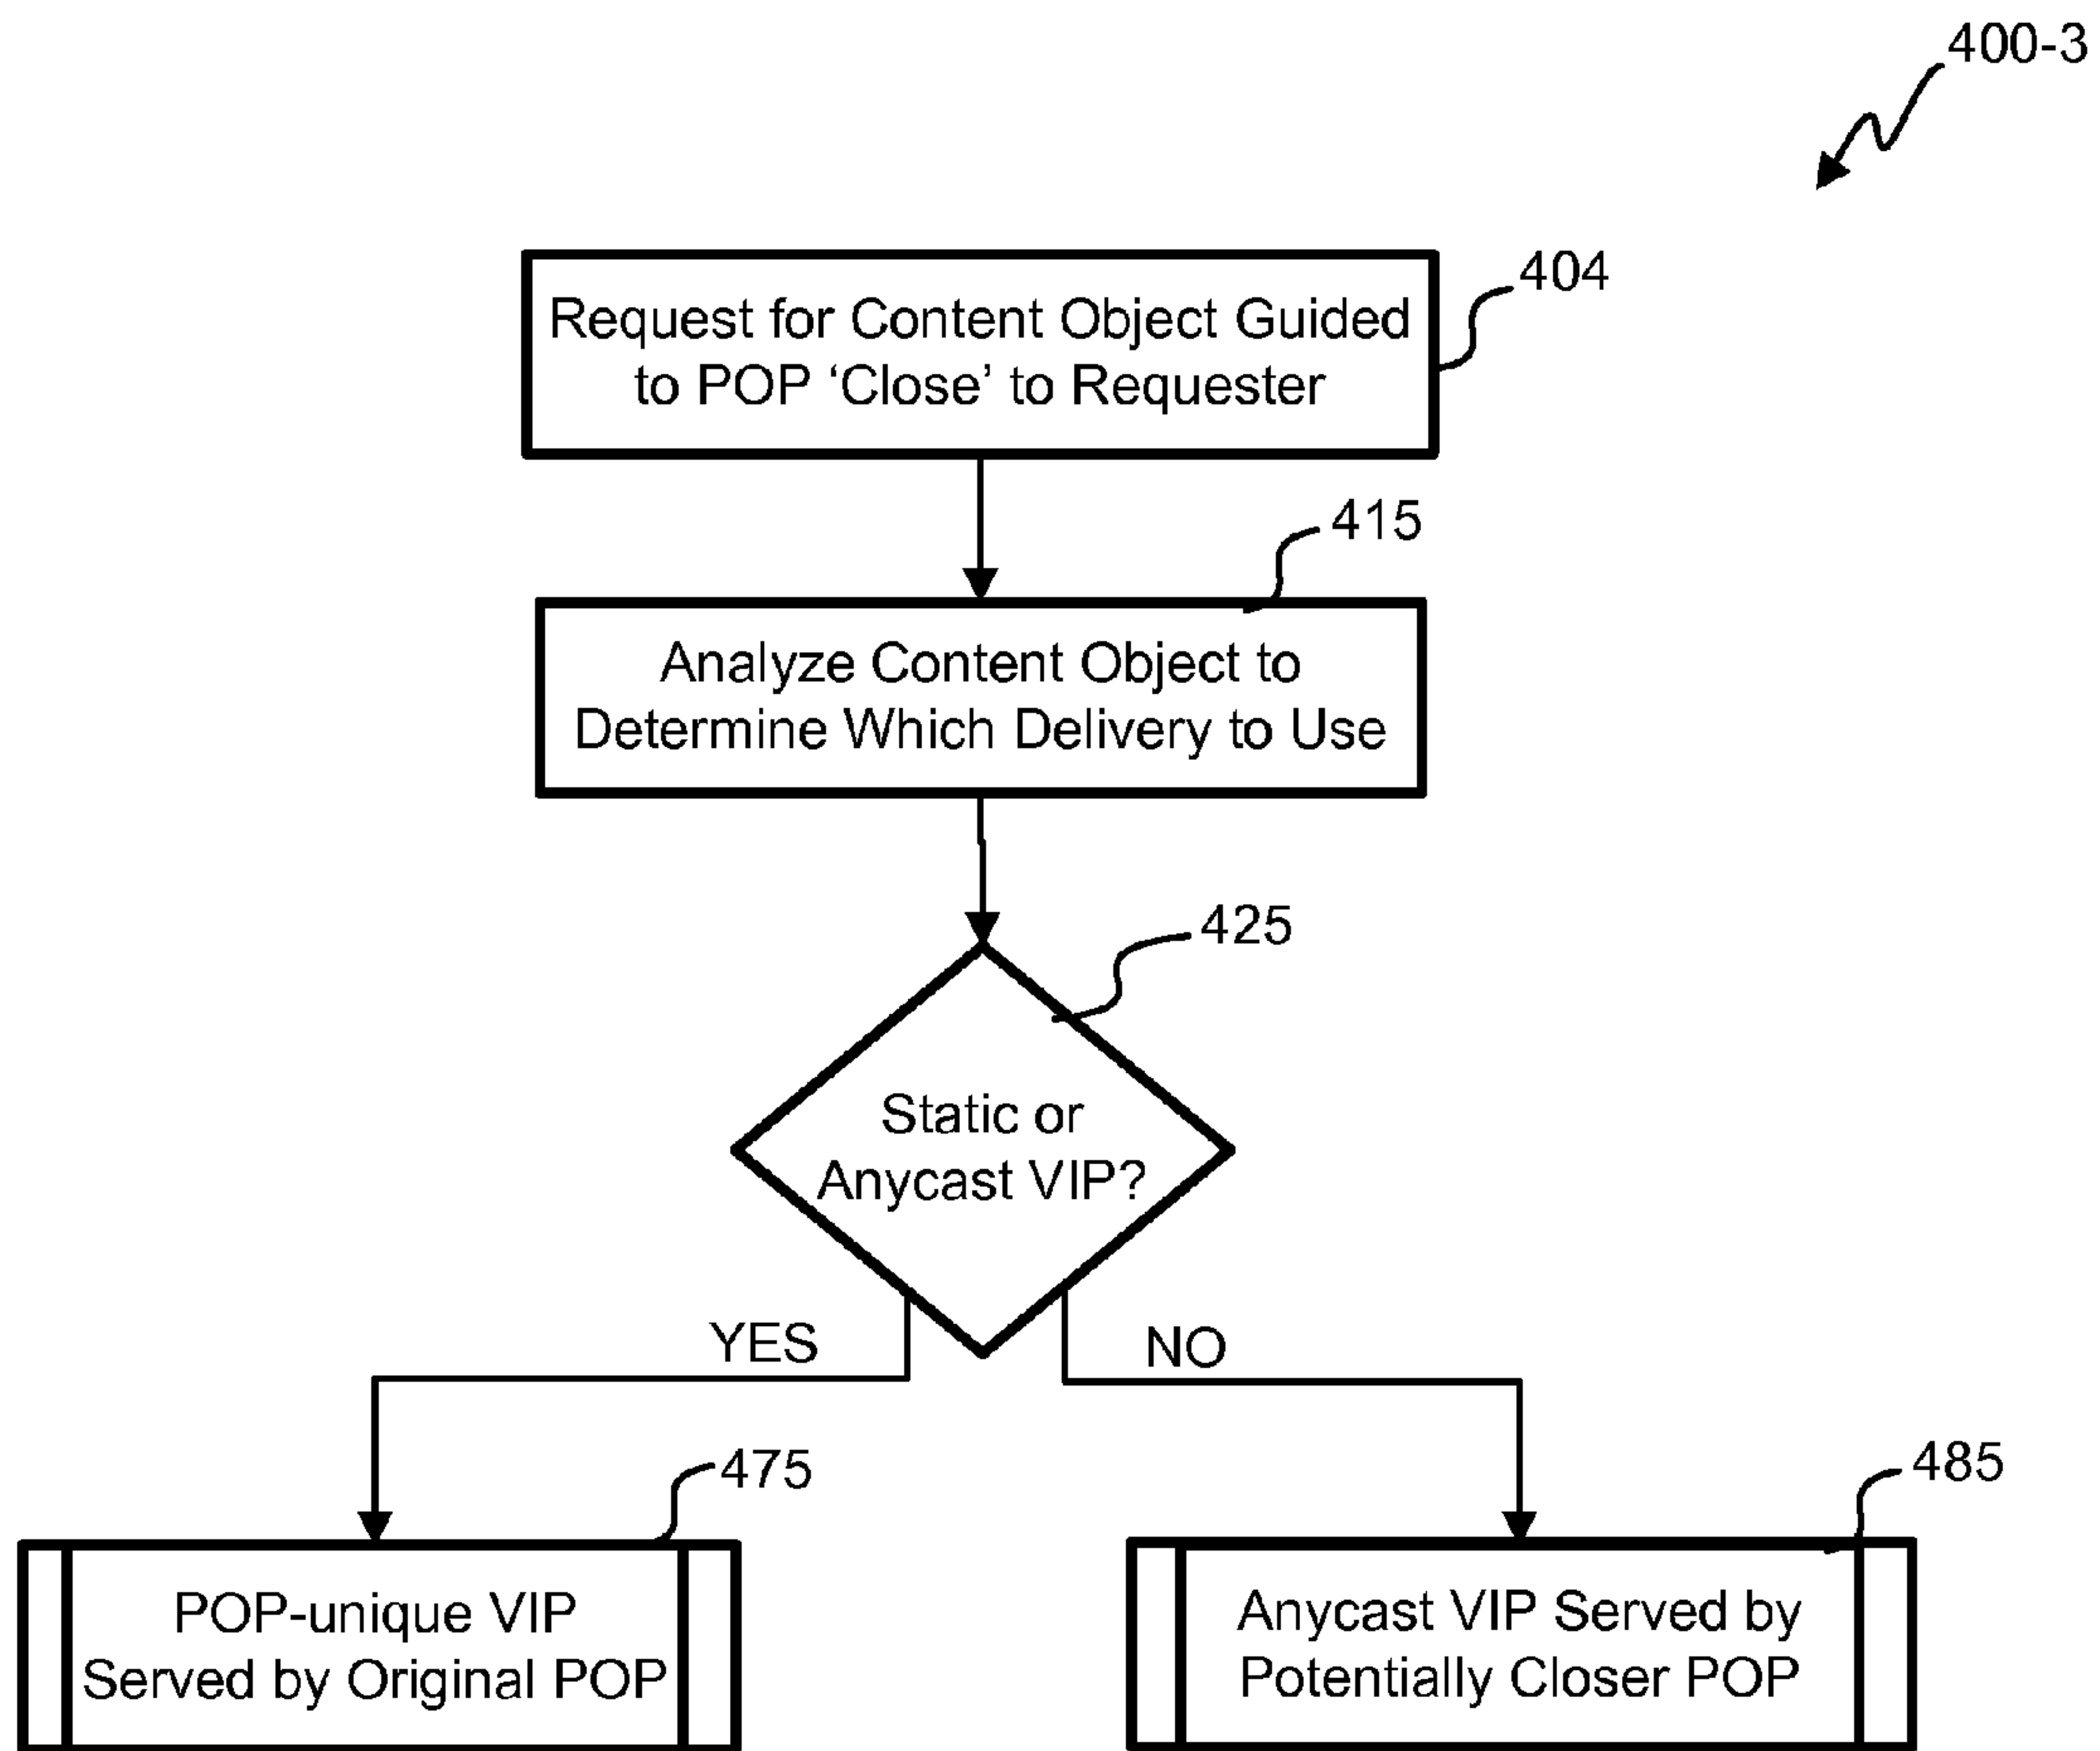 400-3
Request for Content Object Guided
to POP ‘Close’ to Requester
404
415
Analyze Content Object to
Determine Which Delivery to Use
425
Static or
Anycast VIP?
YES
NO
475
485
POP-unique VIP
Served by Original POP
Anycast VIP Served by
Potentially Closer POP